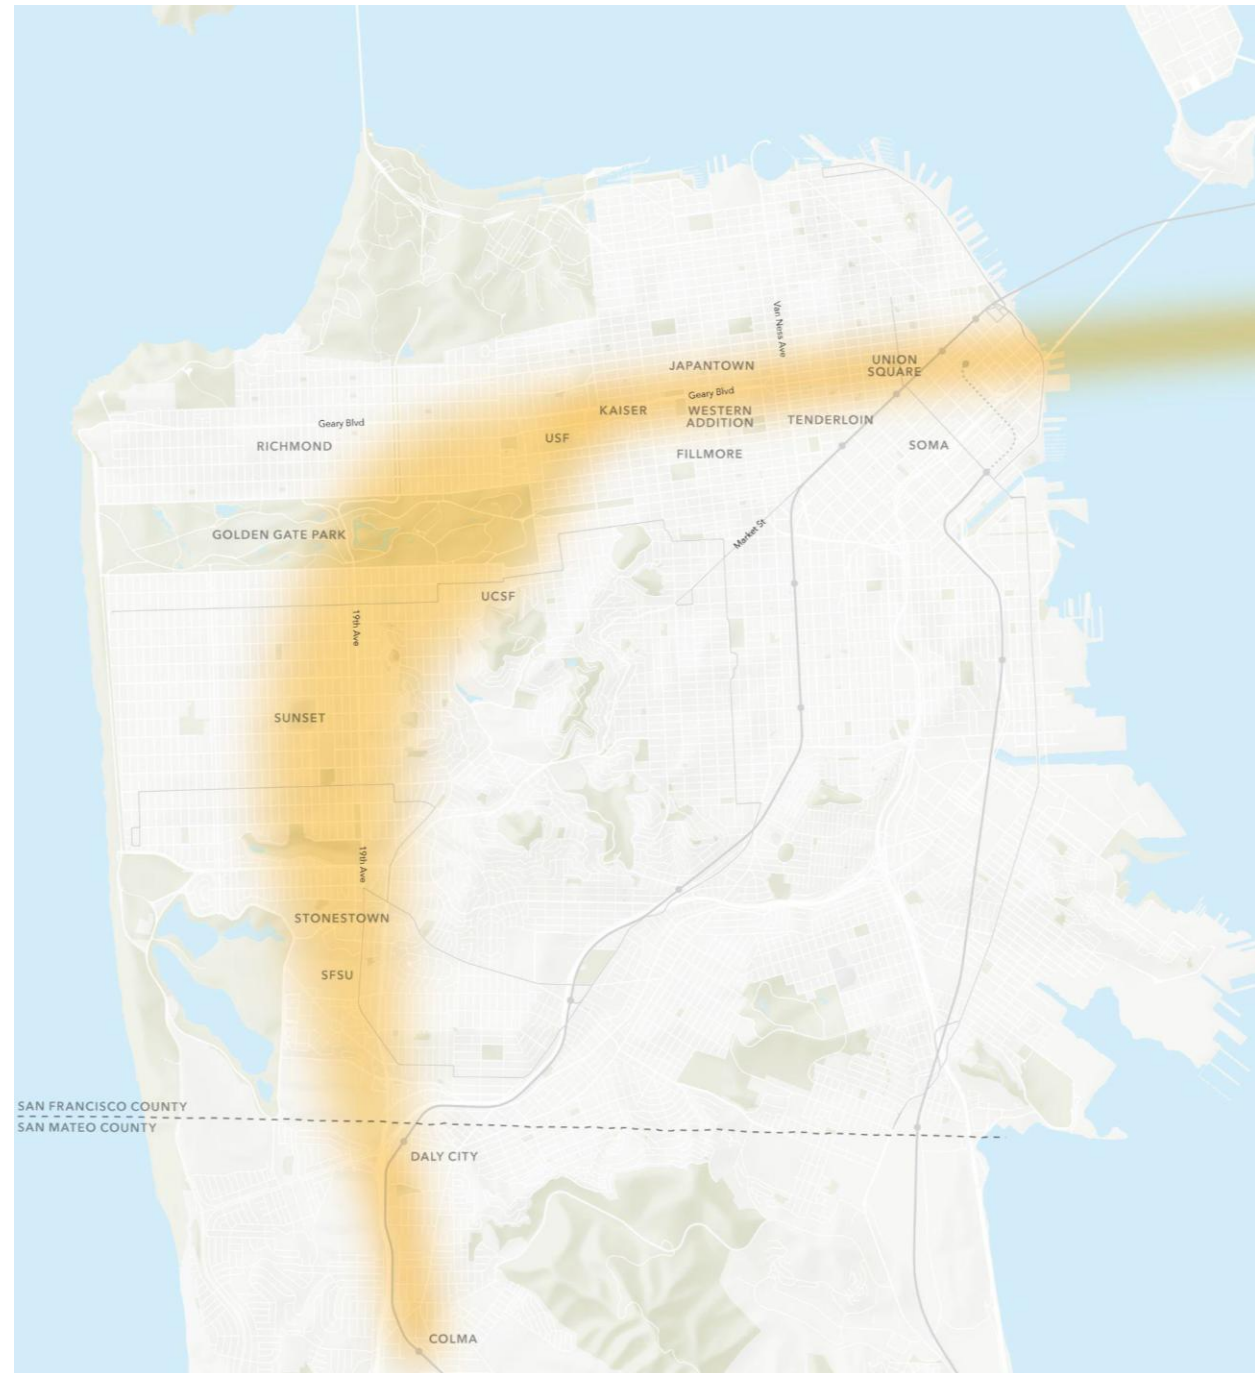 Van Ness Ave
JAPANTOWN
UNION
SQUARE
Geary Blvd
KAISER
WESTERN
ADDITION
TENDERLOIN
Geary Blvd
RICHMOND
USF
FILLMORE
SOMA
GOLDEN GATE PARK
Market St
UCSF
19th Ave
SUNSET
19th Ave
STONESTOWN
SFSU
SAN FRANCISCO COUNTY
SAN MATEO COUNTY
DALY CITY
COLMA